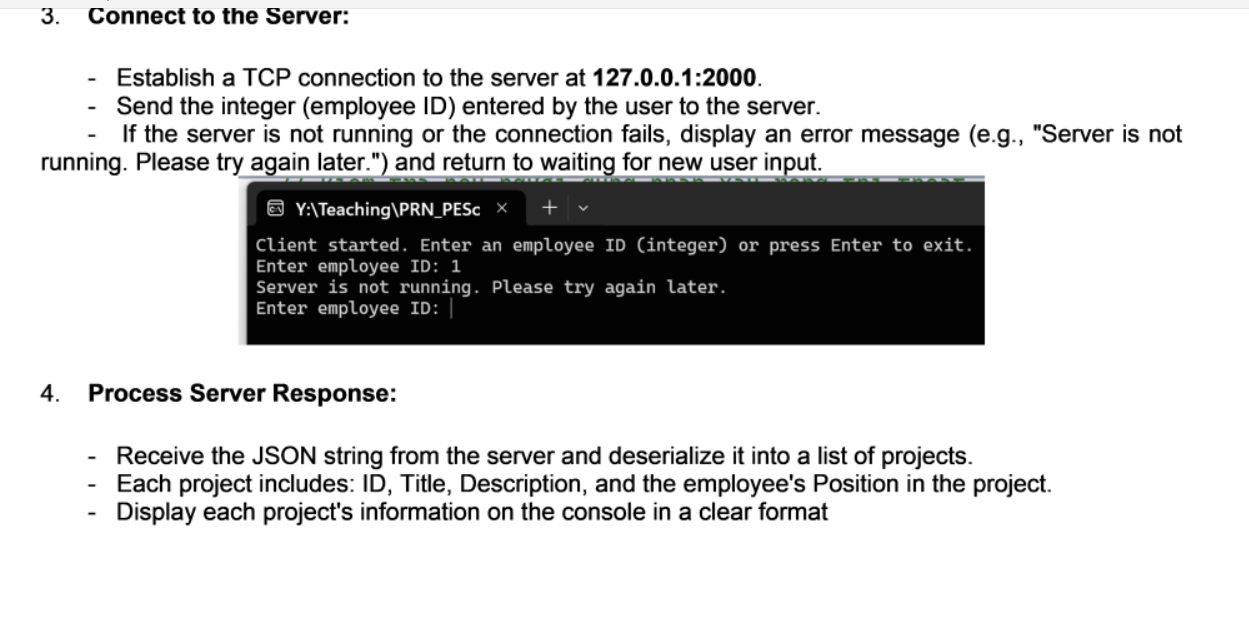 3. Connect to the Server:
- Establish a TCP connection to the server at 127.0.0.1:2000.
- Send the integer (employee ID) entered by the user to the server.
- If the server is not running or the connection fails, display an error message (e.g., "Server is not
running. Please try again later.") and return to waiting for new user input.
Y:\Teaching\PRN_PESc × +
Client started. Enter an employee ID (integer) or press Enter to exit.
Enter employee ID: 1
Server is not running. Please try again later.
Enter employee ID:
4. Process Server Response:
- Receive the JSON string from the server and deserialize it into a list of projects.
- Each project includes: ID, Title, Description, and the employee's Position in the project.
- Display each project's information on the console in a clear format